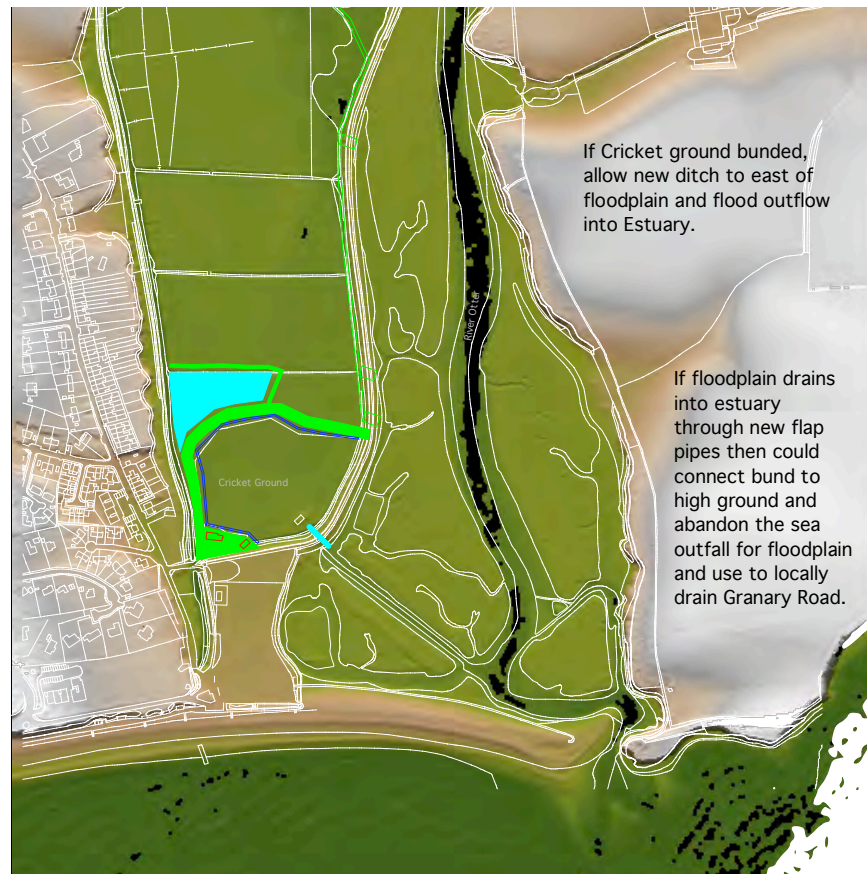 If Cricket ground bunded,
allow new ditch to east of
floodplain and flood outflow
into Estuary.
River Otter
If floodplain drains
into estuary
through new flap
pipes then could
connect bund to
high ground and
abandon the sea
outfall for floodplain
and use to locally
drain Granary Road.
Cricket Ground